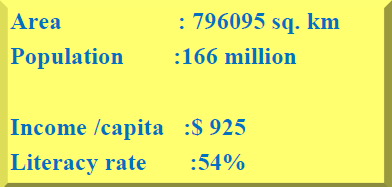 Area : 796095 sq. km
Population :166 million
Income /capita :$ 925
Literacy rate :54%